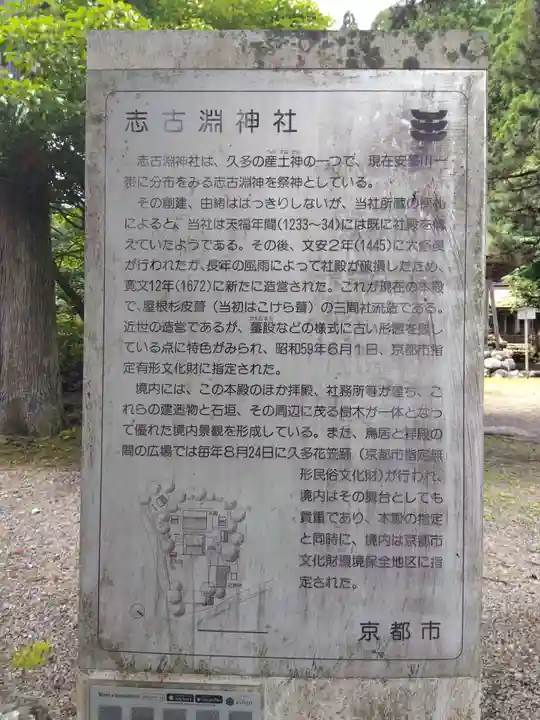 志古淵神社
志古淵神社は、久多の産土神の一つで、現在安曇川一
帯に分布をみる志古淵神を祭神としている。
その創建、由緒ははっきりしないが、当社所蔵の棟札
によると、当社は天福年間(1233～34)には既に社殿を備
えていたようである。その後、文安2年(1445)に大修復
が行われたが、長年の風雨によって社殿が破損したため、
寛文12年(1672)に新たに造営された。これが現在の本殿
で、屋根杉皮葺（当初はこけら葺）の三間社流造である。
近世の造営であるが、蟇股などの様式に古い形態を残し
ている点に特色がみられ、昭和59年6月1日、京都市指
定有形文化財に指定された。
境内には、この本殿のほか拝殿、社務所等が建ち、こ
れらの建造物と石垣、その周辺に茂る樹木が一体となっ
て優れた境内景観を形成している。また、鳥居と拝殿の
間の広場では毎年8月24日に久多花笠踊（京都市指定無
形民俗文化財）が行われ、
境内はその舞台としても
貴重であり、本殿の指定
と同時に、境内は京都市
文化財環境保全地区に指
定された。
京都市